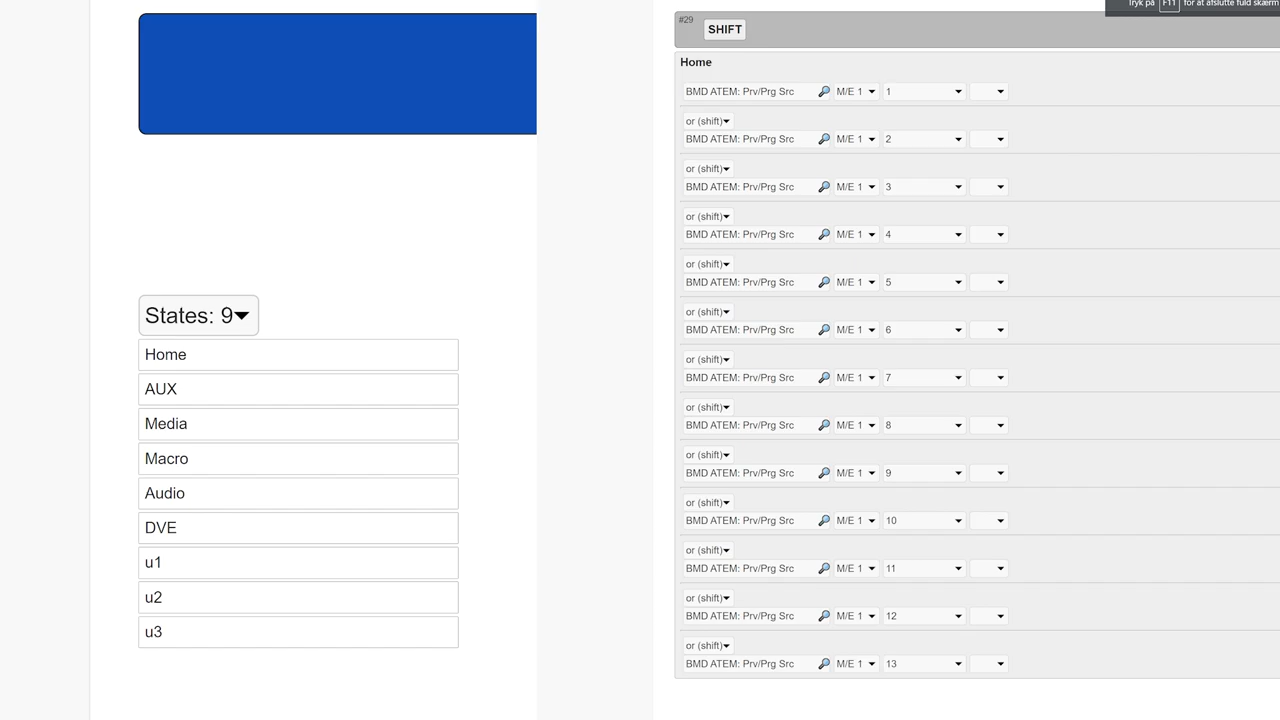 Tryk på F11 for at afslutte fuld skærm
#29
SHIFT
Home
BMD ATEM: Prv/Prg Src M/E 1 1
or (shift)
BMD ATEM: Prv/Prg Src M/E 1 2
or (shift)
BMD ATEM: Prv/Prg Src M/E 1 3
or (shift)
BMD ATEM: Prv/Prg Src M/E 1 4
or (shift)
BMD ATEM: Prv/Prg Src M/E 1 5
or (shift)
BMD ATEM: Prv/Prg Src M/E 1 6
or (shift)
BMD ATEM: Prv/Prg Src M/E 1 7
or (shift)
BMD ATEM: Prv/Prg Src M/E 1 8
or (shift)
BMD ATEM: Prv/Prg Src M/E 1 9
or (shift)
BMD ATEM: Prv/Prg Src M/E 1 10
or (shift)
BMD ATEM: Prv/Prg Src M/E 1 11
or (shift)
BMD ATEM: Prv/Prg Src M/E 1 12
or (shift)
BMD ATEM: Prv/Prg Src M/E 1 13
States: 9
Home
AUX
Media
Macro
Audio
DVE
u1
u2
u3